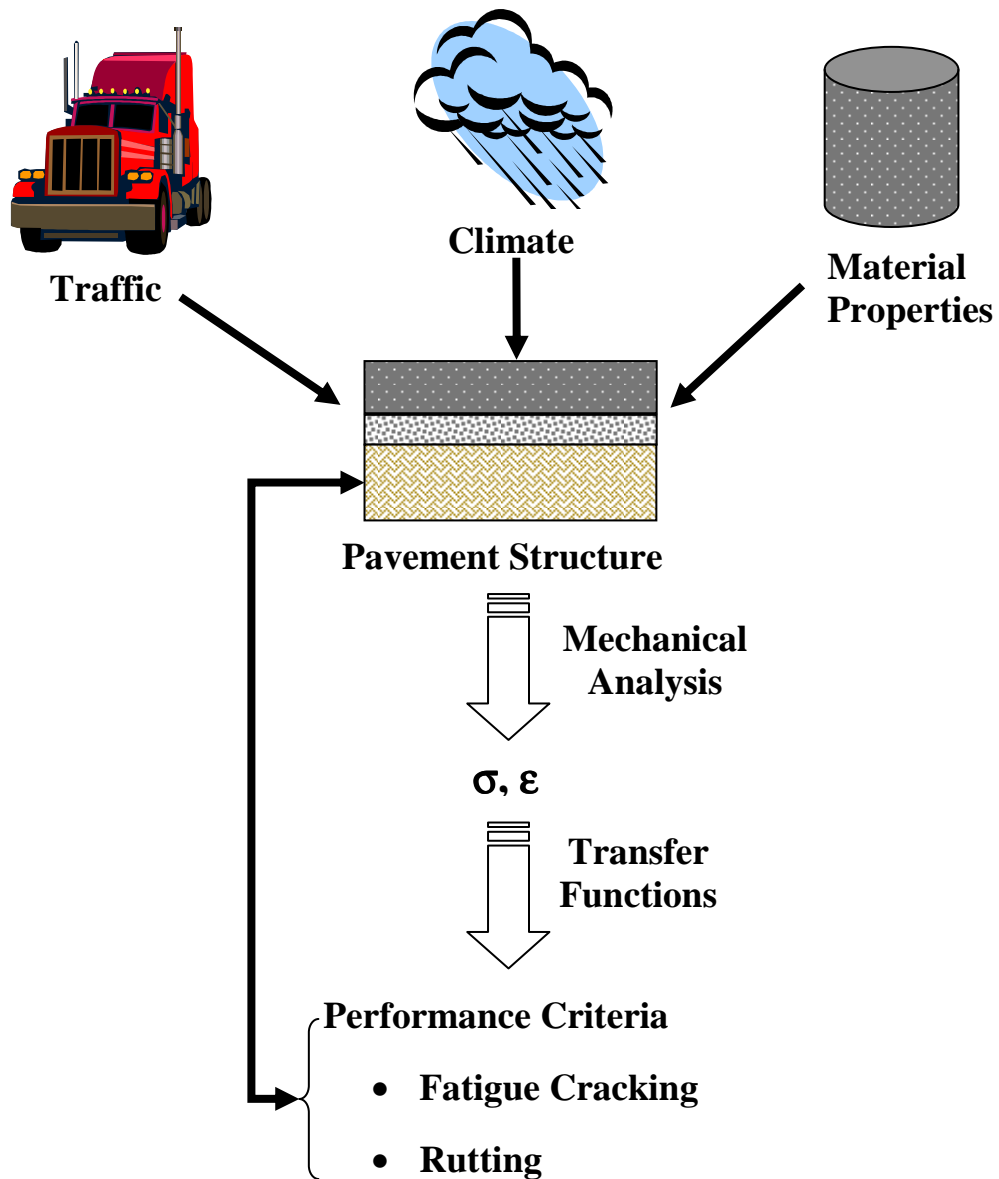 Traffic
Climate
Material
Properties
Pavement Structure
Mechanical
Analysis
σ, ε
Transfer
Functions
Performance Criteria
• Fatigue Cracking
• Rutting